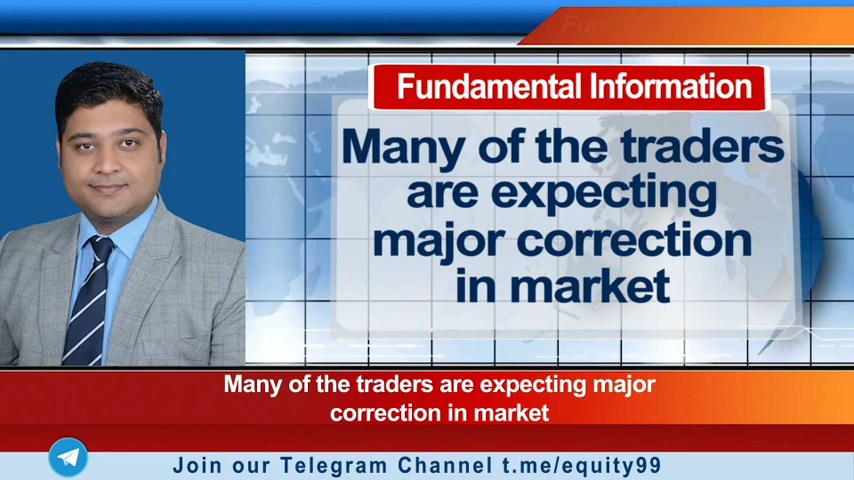 Fundamental Information
Many of the traders
are expecting
major correction
in market
Many of the traders are expecting major
correction in market
Join our Telegram Channel t.me/equity99